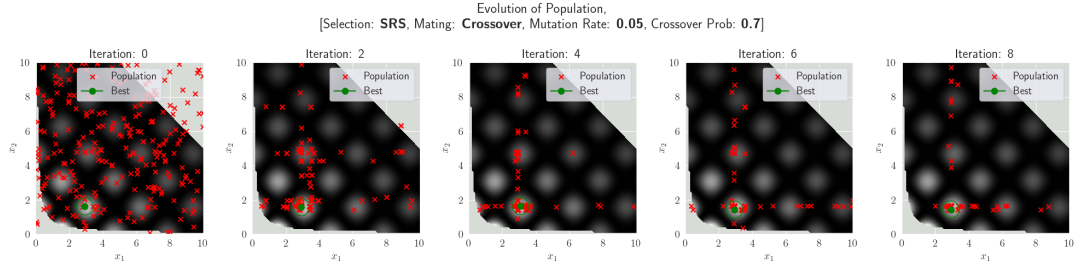 Evolution of Population,
[Selection: SRS, Mating: Crossover, Mutation Rate: 0.05, Crossover Prob: 0.7]
Iteration: 0
Population
Best
10
8
6
4
2
0
x2
0 2 4 6 8 10
x1
Iteration: 2
Population
Best
10
8
6
4
2
0
x2
0 2 4 6 8 10
x1
Iteration: 4
Population
Best
10
8
6
4
2
0
x2
0 2 4 6 8 10
x1
Iteration: 6
Population
Best
10
8
6
4
2
0
x2
0 2 4 6 8 10
x1
Iteration: 8
Population
Best
10
8
6
4
2
0
x2
2 4 6 8 10
x1